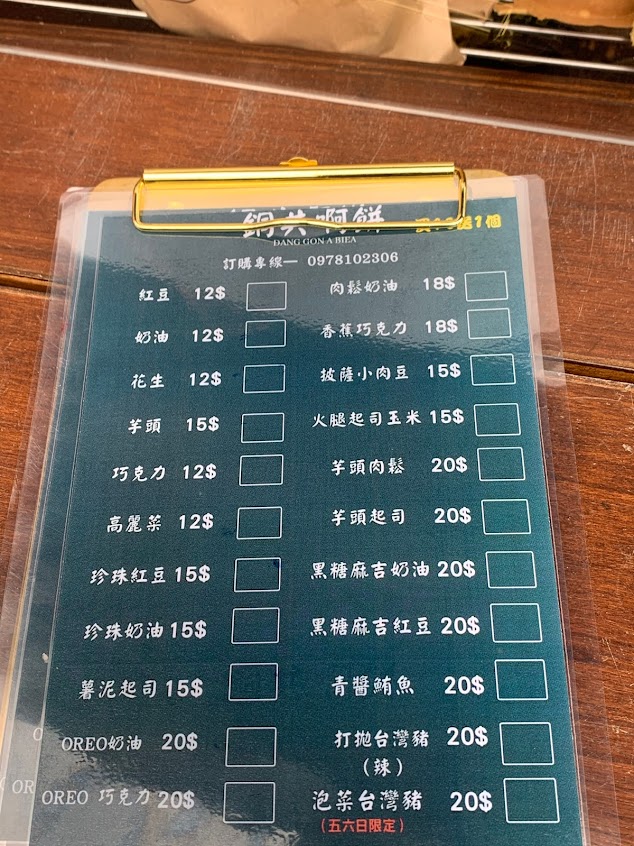 銅共啊餅
DANG GON A BIEA
送1個
訂購專線— 0978102306
紅豆 12$
奶油 12$
花生 12$
芋頭 15$
巧克力 12$
高麗菜 12$
珍珠紅豆 15$
珍珠奶油 15$
薯泥起司 15$
OREO奶油 20$
OREO 巧克力 20$
肉鬆奶油 18$
香蕉巧克力 18$
披薩小肉豆 15$
火腿起司玉米 15$
芋頭肉鬆 20$
芋頭起司 20$
黑糖麻吉奶油 20$
黑糖麻吉紅豆 20$
青醬鮪魚 20$
打拋台灣豬 20$
(辣)
泡菜台灣豬 20$
(五六日限定)